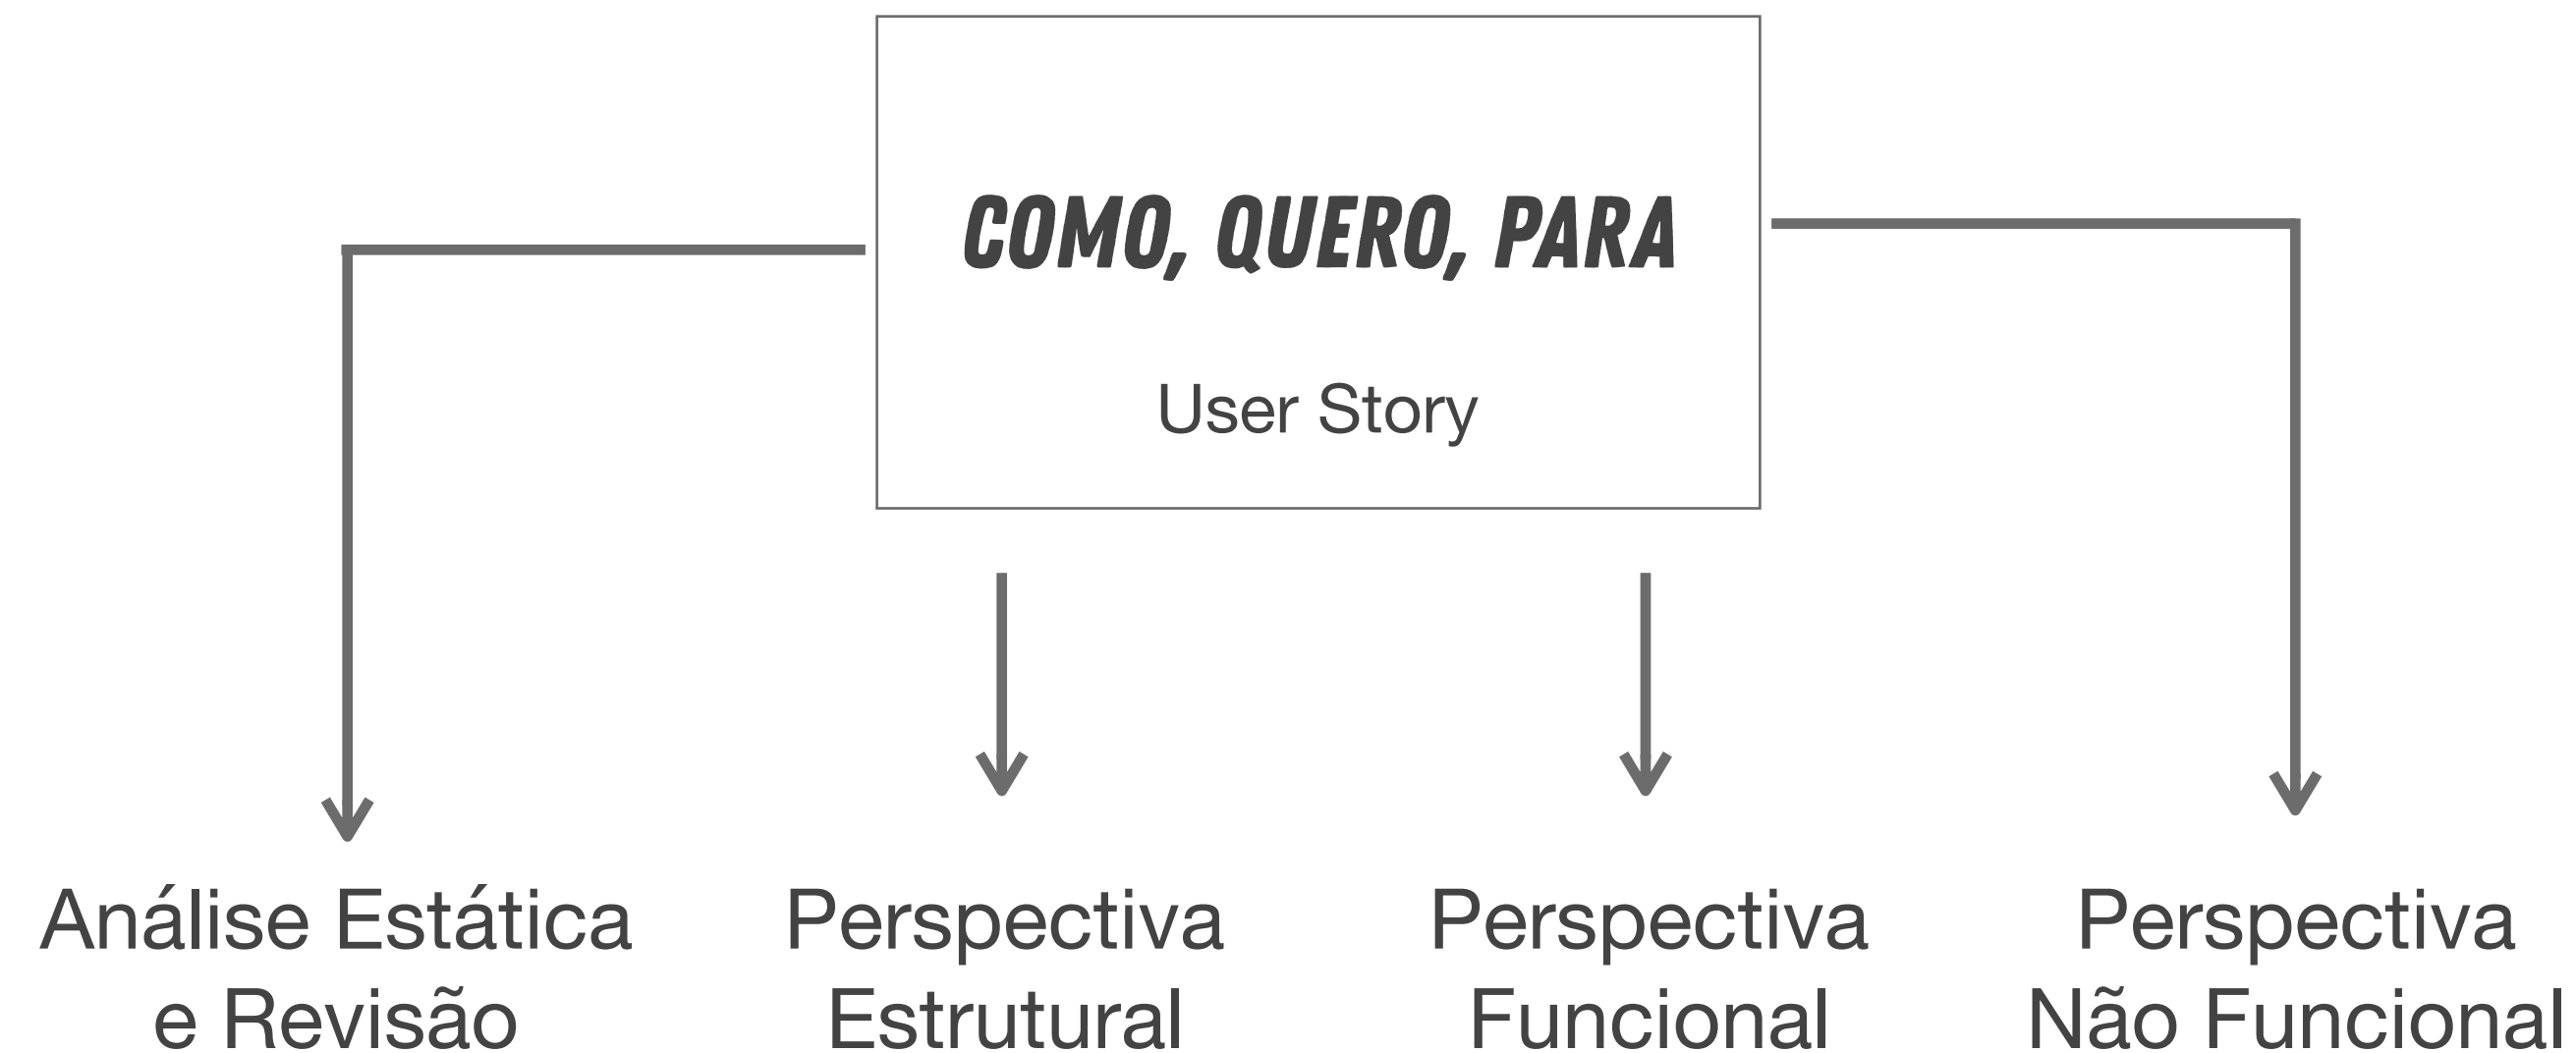 COMO, QUERO, PARA
User Story
Análise Estática
e Revisão
Perspectiva
Estrutural
Perspectiva
Funcional
Perspectiva
Não Funcional